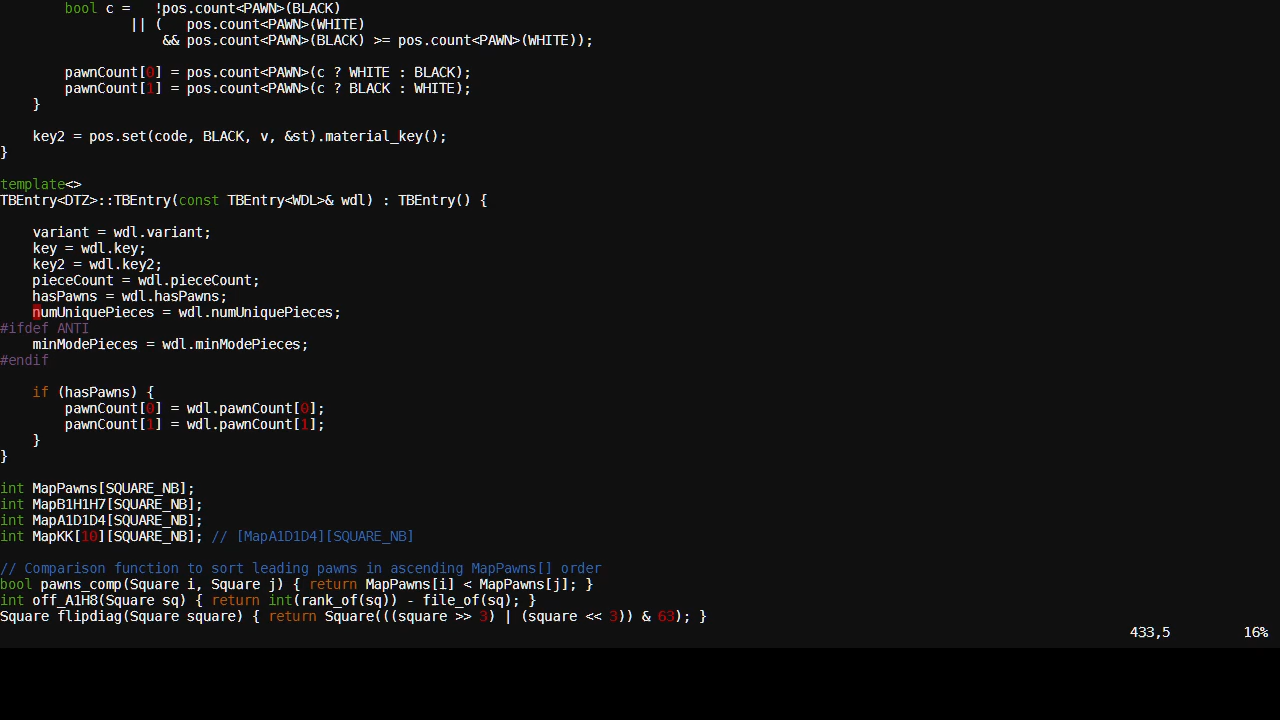 bool c =   !pos.count<PAWN>(BLACK)
                || (   pos.count<PAWN>(WHITE)
                    && pos.count<PAWN>(BLACK) >= pos.count<PAWN>(WHITE));

        pawnCount[0] = pos.count<PAWN>(c ? WHITE : BLACK);
        pawnCount[1] = pos.count<PAWN>(c ? BLACK : WHITE);
    }

    key2 = pos.set(code, BLACK, v, &st).material_key();
}

template<>
TBEntry<DTZ>::TBEntry(const TBEntry<WDL>& wdl) : TBEntry() {

    variant = wdl.variant;
    key = wdl.key;
    key2 = wdl.key2;
    pieceCount = wdl.pieceCount;
    hasPawns = wdl.hasPawns;
    numUniquePieces = wdl.numUniquePieces;
#ifdef ANTI
    minModePieces = wdl.minModePieces;
#endif

    if (hasPawns) {
        pawnCount[0] = wdl.pawnCount[0];
        pawnCount[1] = wdl.pawnCount[1];
    }
}

int MapPawns[SQUARE_NB];
int MapB1H1H7[SQUARE_NB];
int MapA1D1D4[SQUARE_NB];
int MapKK[10][SQUARE_NB]; // [MapA1D1D4][SQUARE_NB]

// Comparison function to sort leading pawns in ascending MapPawns[] order
bool pawns_comp(Square i, Square j) { return MapPawns[i] < MapPawns[j]; }
int off_A1H8(Square sq) { return int(rank_of(sq)) - file_of(sq); }
Square flipdiag(Square square) { return Square(((square >> 3) | (square << 3)) & 63); }
433,5         16%